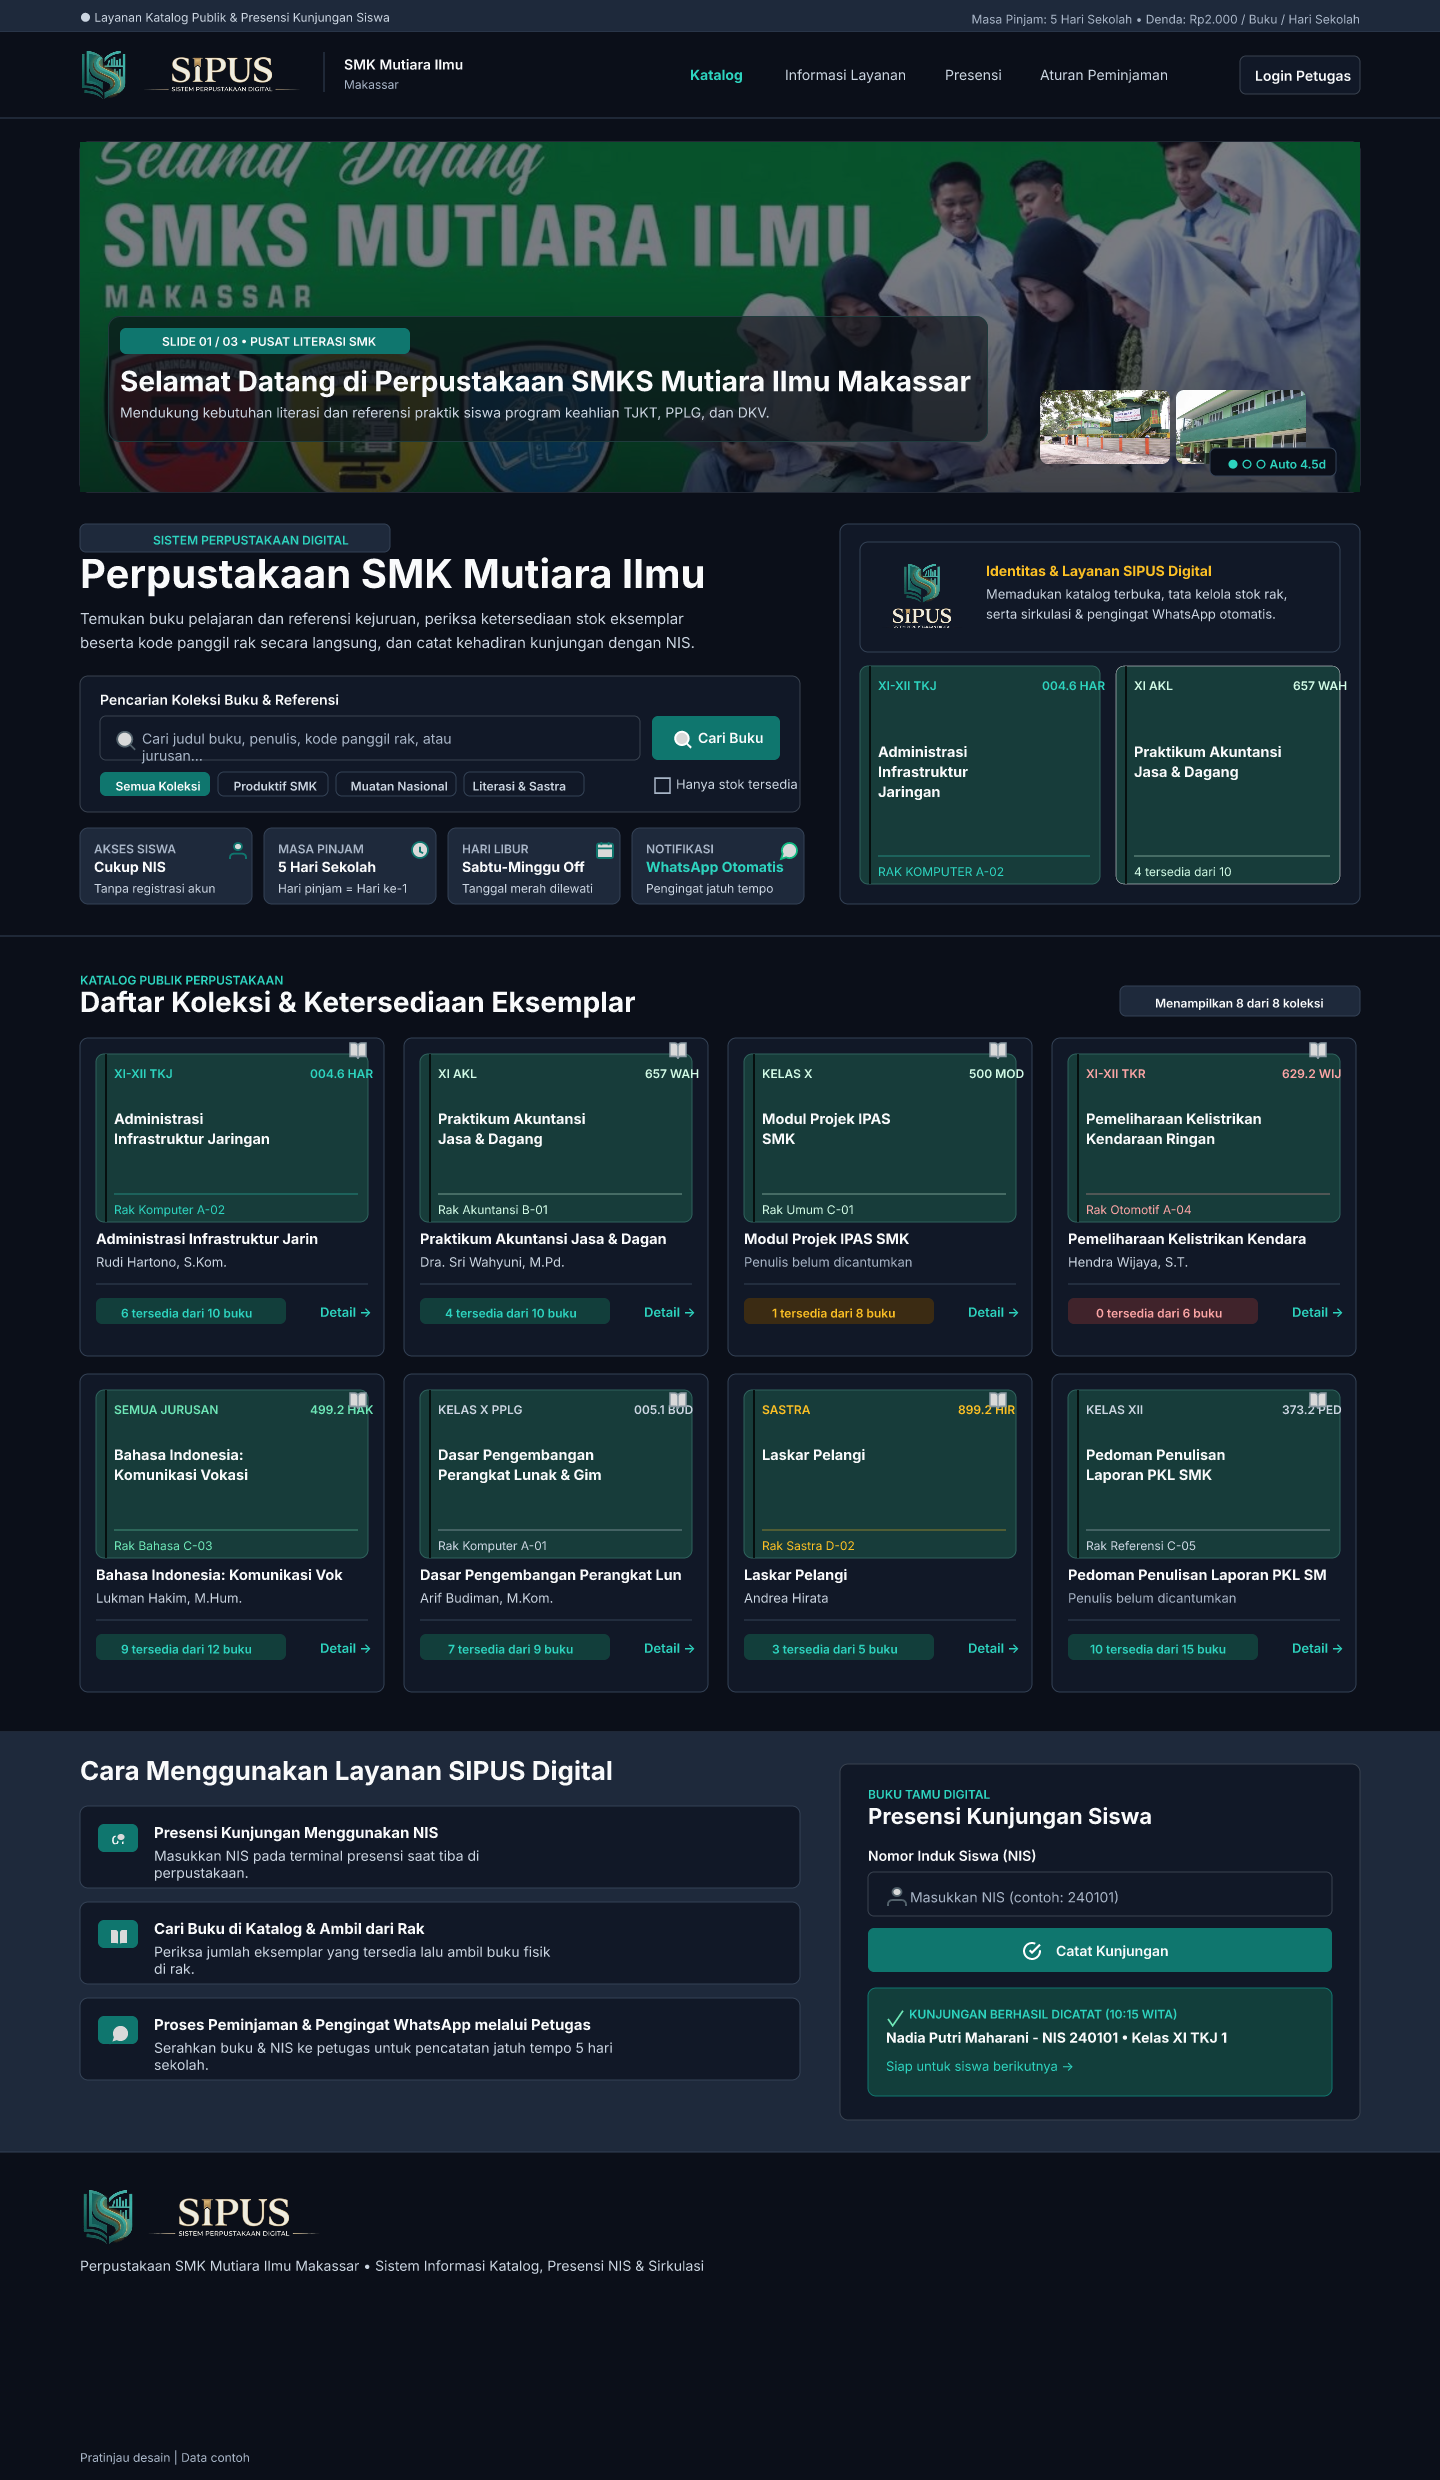 Layanan Katalog Publik & Presensi Kunjungan Siswa
Masa Pinjam: 5 Hari Sekolah • Denda: Rp2.000 / Buku / Hari Sekolah
SIPUS
SISTEM PERPUSTAKAAN DIGITAL
SMK Mutiara Ilmu
Makassar
Katalog
Informasi Layanan
Presensi
Aturan Peminjaman
Login Petugas
Selamat Datang
SMKS MUTIARA ILMU
MAKASSAR
SLIDE 01 / 03 • PUSAT LITERASI SMK
Selamat Datang di Perpustakaan SMKS Mutiara Ilmu Makassar
Mendukung kebutuhan literasi dan referensi praktik siswa program keahlian TJKT, PPLG, dan DKV.
Auto 4.5d
SISTEM PERPUSTAKAAN DIGITAL
Perpustakaan SMK Mutiara Ilmu
Temukan buku pelajaran dan referensi kejuruan, periksa ketersediaan stok eksemplar
beserta kode panggil rak secara langsung, dan catat kehadiran kunjungan dengan NIS.
Pencarian Koleksi Buku & Referensi
Cari judul buku, penulis, kode panggil rak, atau
jurusan...
Cari Buku
Semua Koleksi
Produktif SMK
Muatan Nasional
Literasi & Sastra
Hanya stok tersedia
AKSES SISWA
Cukup NIS
Tanpa registrasi akun
MASA PINJAM
5 Hari Sekolah
Hari pinjam = Hari ke-1
HARI LIBUR
Sabtu-Minggu Off
Tanggal merah dilewati
NOTIFIKASI
WhatsApp Otomatis
Pengingat jatuh tempo
SIPUS
Identitas & Layanan SIPUS Digital
Memadukan katalog terbuka, tata kelola stok rak,
serta sirkulasi & pengingat WhatsApp otomatis.
XI-XII TKJ
004.6 HAR
Administrasi
Infrastruktur
Jaringan
RAK KOMPUTER A-02
XI AKL
657 WAH
Praktikum Akuntansi
Jasa & Dagang
4 tersedia dari 10
KATALOG PUBLIK PERPUSTAKAAN
Daftar Koleksi & Ketersediaan Eksemplar
Menampilkan 8 dari 8 koleksi
XI-XII TKJ
004.6 HAR
Administrasi
Infrastruktur Jaringan
Rak Komputer A-02
Administrasi Infrastruktur Jarin
Rudi Hartono, S.Kom.
6 tersedia dari 10 buku
Detail →
XI AKL
657 WAH
Praktikum Akuntansi
Jasa & Dagang
Rak Akuntansi B-01
Praktikum Akuntansi Jasa & Dagan
Dra. Sri Wahyuni, M.Pd.
4 tersedia dari 10 buku
Detail →
KELAS X
500 MOD
Modul Projek IPAS
SMK
Rak Umum C-01
Modul Projek IPAS SMK
Penulis belum dicantumkan
1 tersedia dari 8 buku
Detail →
XI-XII TKR
629.2 WIJ
Pemeliharaan Kelistrikan
Kendaraan Ringan
Rak Otomotif A-04
Pemeliharaan Kelistrikan Kendara
Hendra Wijaya, S.T.
0 tersedia dari 6 buku
Detail →
SEMUA JURUSAN
499.2 HAK
Bahasa Indonesia:
Komunikasi Vokasi
Rak Bahasa C-03
Bahasa Indonesia: Komunikasi Vok
Lukman Hakim, M.Hum.
9 tersedia dari 12 buku
Detail →
KELAS X PPLG
005.1 BUD
Dasar Pengembangan
Perangkat Lunak & Gim
Rak Komputer A-01
Dasar Pengembangan Perangkat Lun
Arif Budiman, M.Kom.
7 tersedia dari 9 buku
Detail →
SASTRA
899.2 HIR
Laskar Pelangi
Rak Sastra D-02
Laskar Pelangi
Andrea Hirata
3 tersedia dari 5 buku
Detail →
KELAS XII
373.2 PED
Pedoman Penulisan
Laporan PKL SMK
Rak Referensi C-05
Pedoman Penulisan Laporan PKL SM
Penulis belum dicantumkan
10 tersedia dari 15 buku
Detail →
Cara Menggunakan Layanan SIPUS Digital
Presensi Kunjungan Menggunakan NIS
Masukkan NIS pada terminal presensi saat tiba di
perpustakaan.
Cari Buku di Katalog & Ambil dari Rak
Periksa jumlah eksemplar yang tersedia lalu ambil buku fisik
di rak.
Proses Peminjaman & Pengingat WhatsApp melalui Petugas
Serahkan buku & NIS ke petugas untuk pencatatan jatuh tempo 5 hari
sekolah.
BUKU TAMU DIGITAL
Presensi Kunjungan Siswa
Nomor Induk Siswa (NIS)
Masukkan NIS (contoh: 240101)
Catat Kunjungan
KUNJUNGAN BERHASIL DICATAT (10:15 WITA)
Nadia Putri Maharani - NIS 240101 • Kelas XI TKJ 1
Siap untuk siswa berikutnya →
SIPUS
SISTEM PERPUSTAKAAN DIGITAL
Perpustakaan SMK Mutiara Ilmu Makassar • Sistem Informasi Katalog, Presensi NIS & Sirkulasi
Pratinjau desain | Data contoh